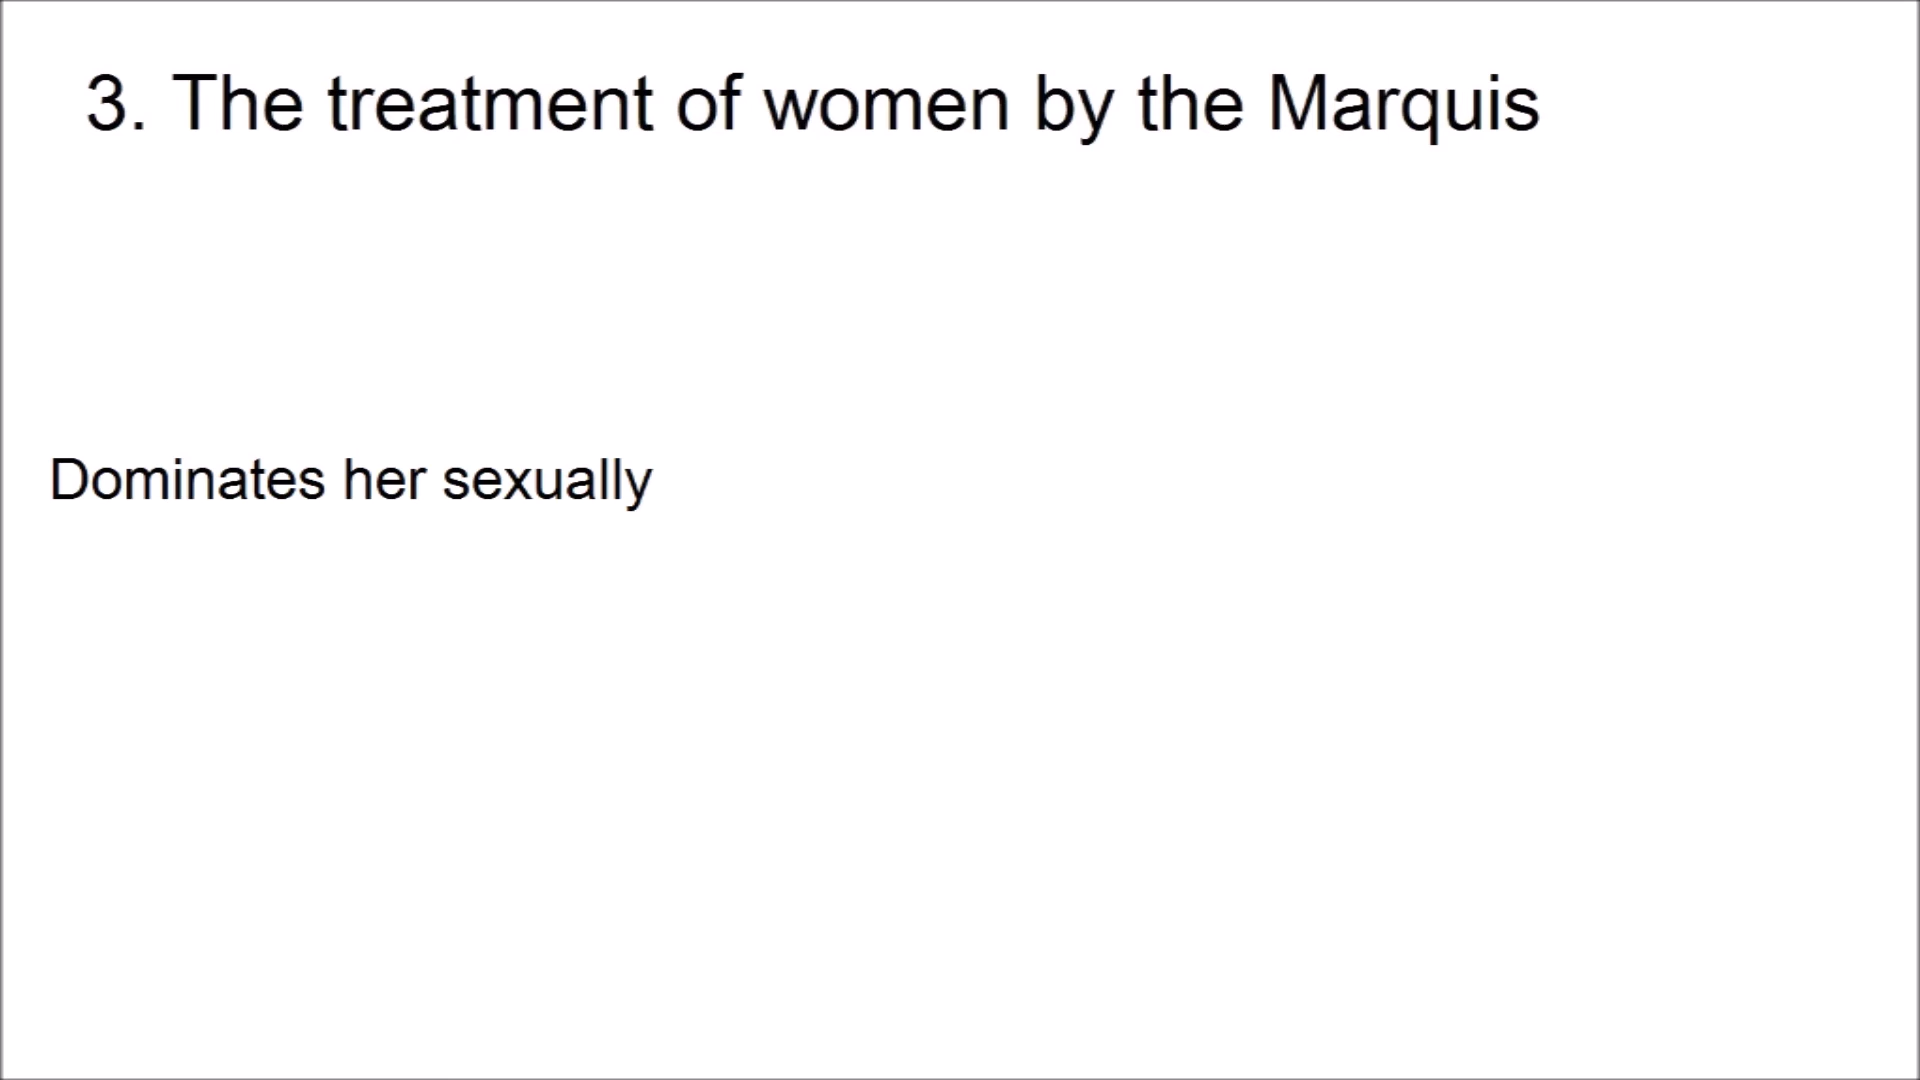 3. The treatment of women by the Marquis
Dominates her sexually